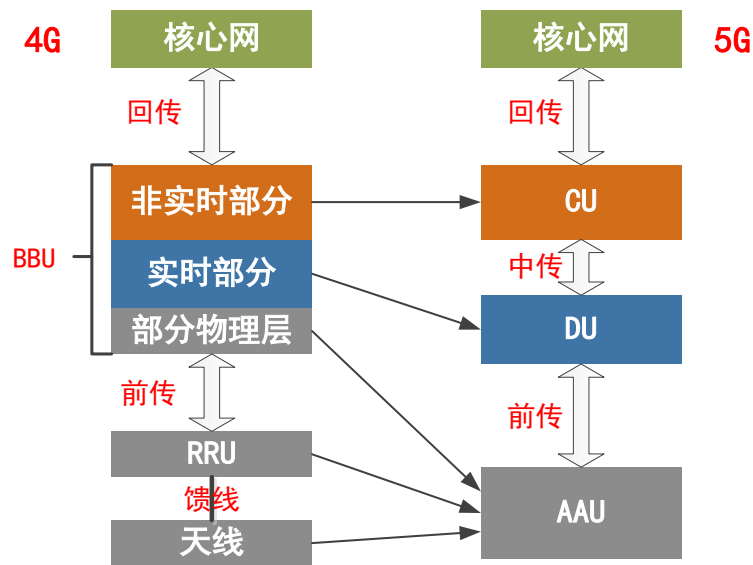 4G
核心网
核心网
5G
回传
回传
非实时部分
CU
BBU
实时部分
中传
部分物理层
DU
前传
前传
RRU
馈线
AAU
天线